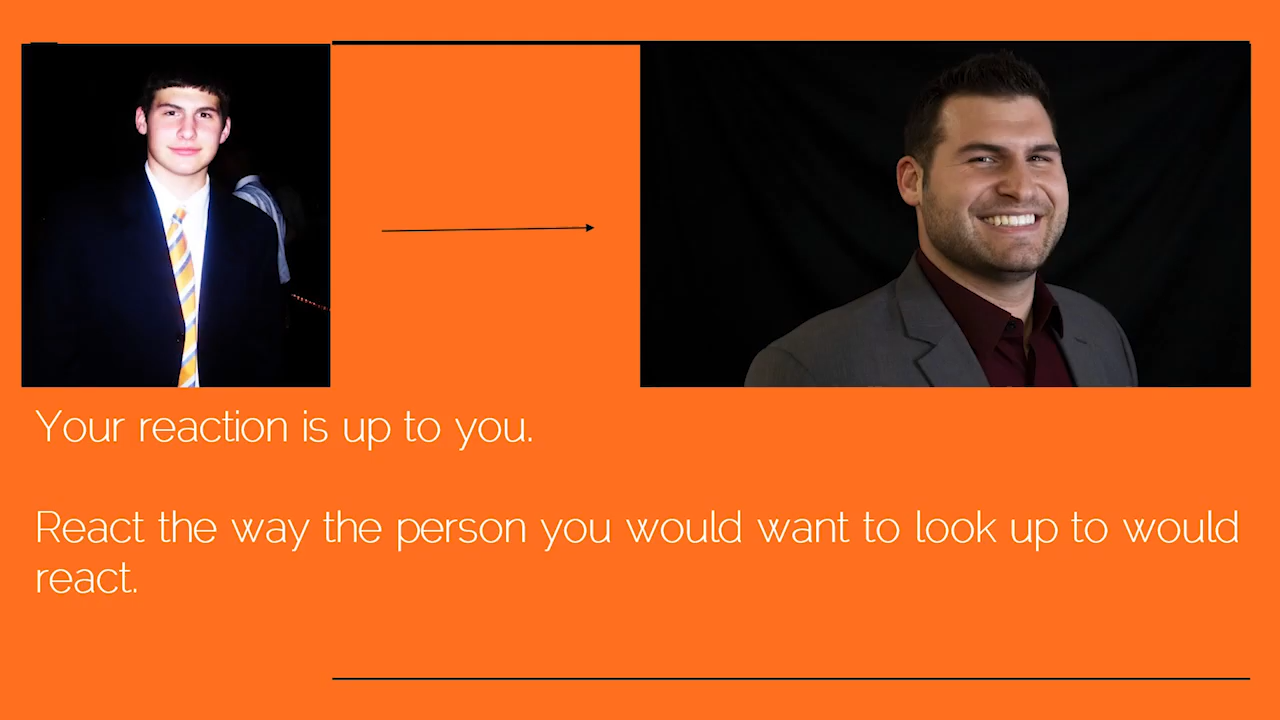 Your reaction is up to you.
React the way the person you would want to look up to would
react.